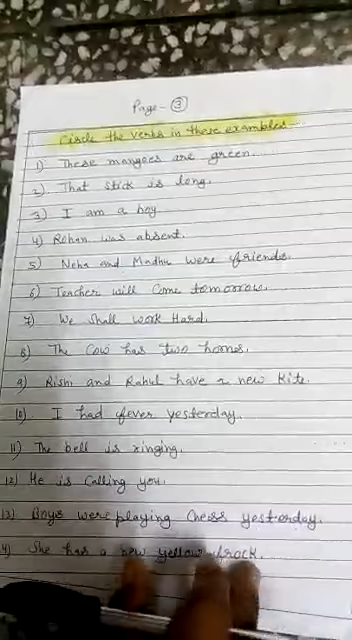 Page - 3
Circle the verbs in these examples
1) These mangoes are green.
2) That stick is long.
3) I am a boy
4) Rohan was absent.
5) Neha and Madhu were friends.
6) Teacher will Come tomorrow.
7) We shall work Hard.
8) The Cow has two horns.
9) Rishi and Rahul have a new Kite.
10) I had fever yesterday.
11) The bell is ringing.
12) He is Calling you.
13) Boys were playing Chess yesterday.
4) She has a new yellow frock.